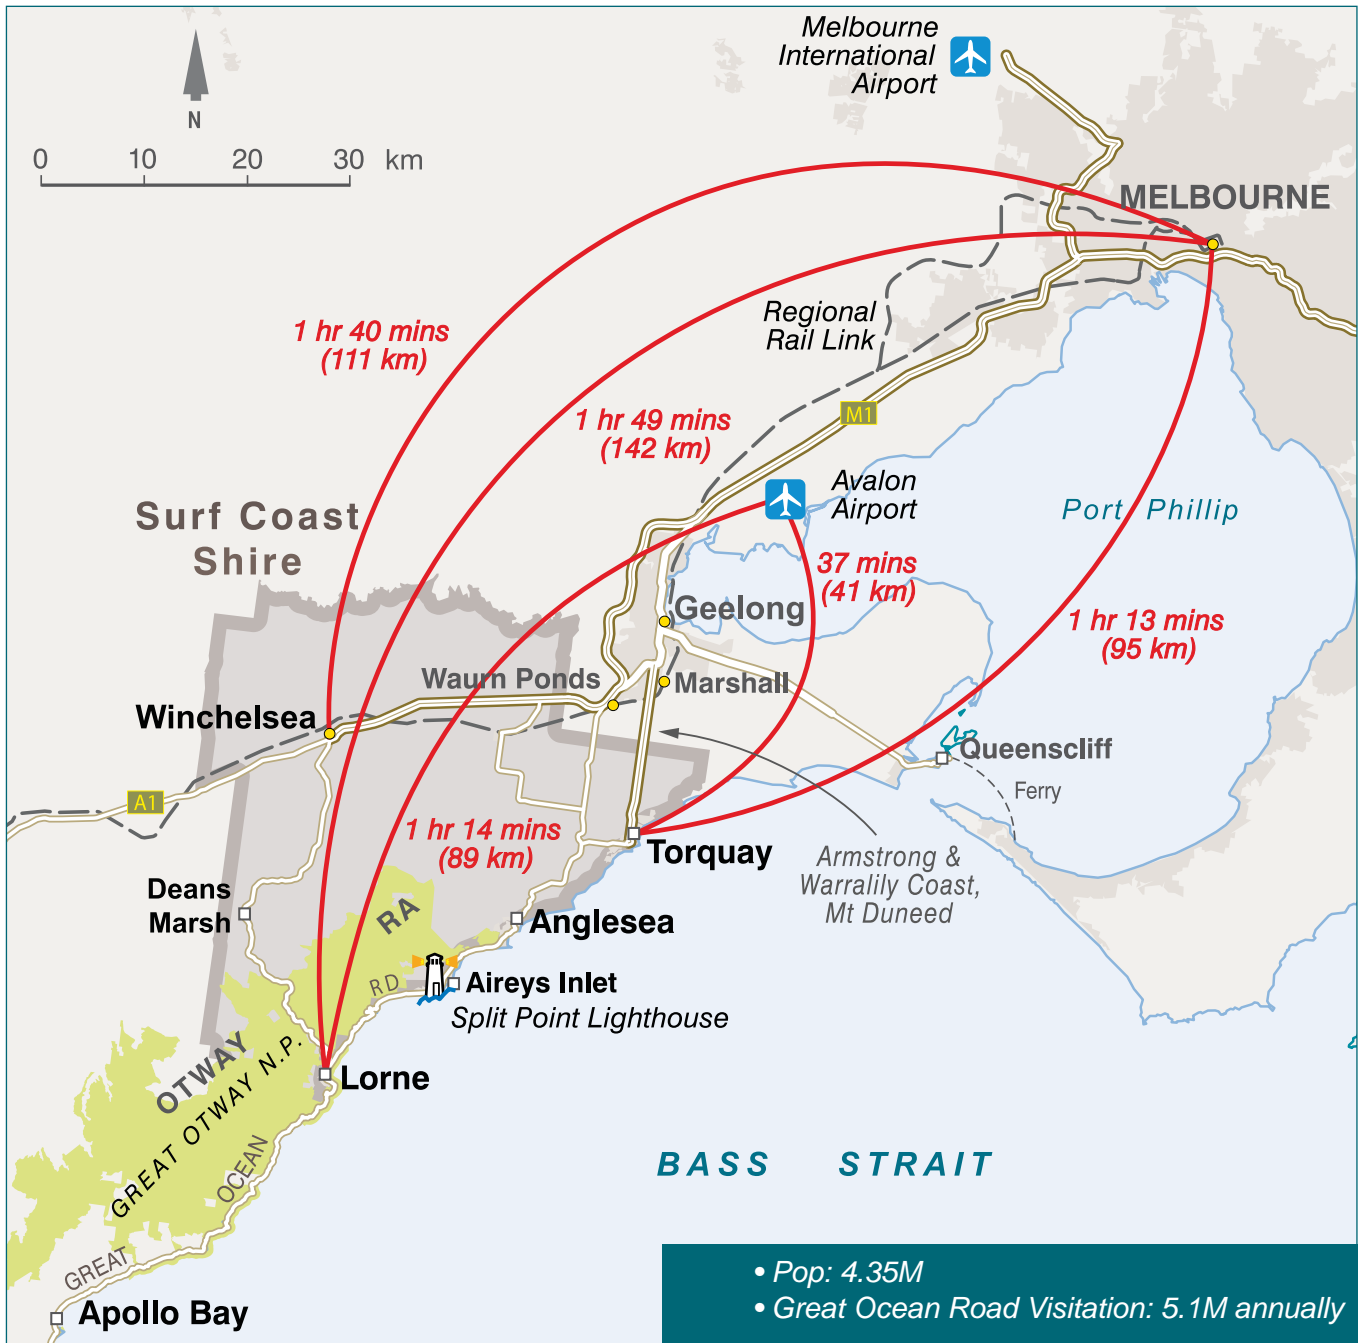 Melbourne
International
Airport
N
0 10 20 30 km
MELBOURNE
Regional
Rail Link
1 hr 40 mins
(111 km)
1 hr 49 mins
(142 km)
M1
Avalon
Airport
Port Phillip
Surf Coast
Shire
37 mins
(41 km)
Geelong
1 hr 13 mins
(95 km)
Waurn Ponds
Marshall
Winchelsea
Queenscliff
Ferry
A1
1 hr 14 mins
(89 km)
Torquay
Armstrong &
Warralily Coast,
Mt Duneed
Deans
Marsh
RA
Anglesea
RD
Aireys Inlet
Split Point Lighthouse
OTWAY
GREAT OTWAY N.P.
Lorne
OCEAN
BASS STRAIT
GREAT
Apollo Bay
• Pop: 4.35M
• Great Ocean Road Visitation: 5.1M annually